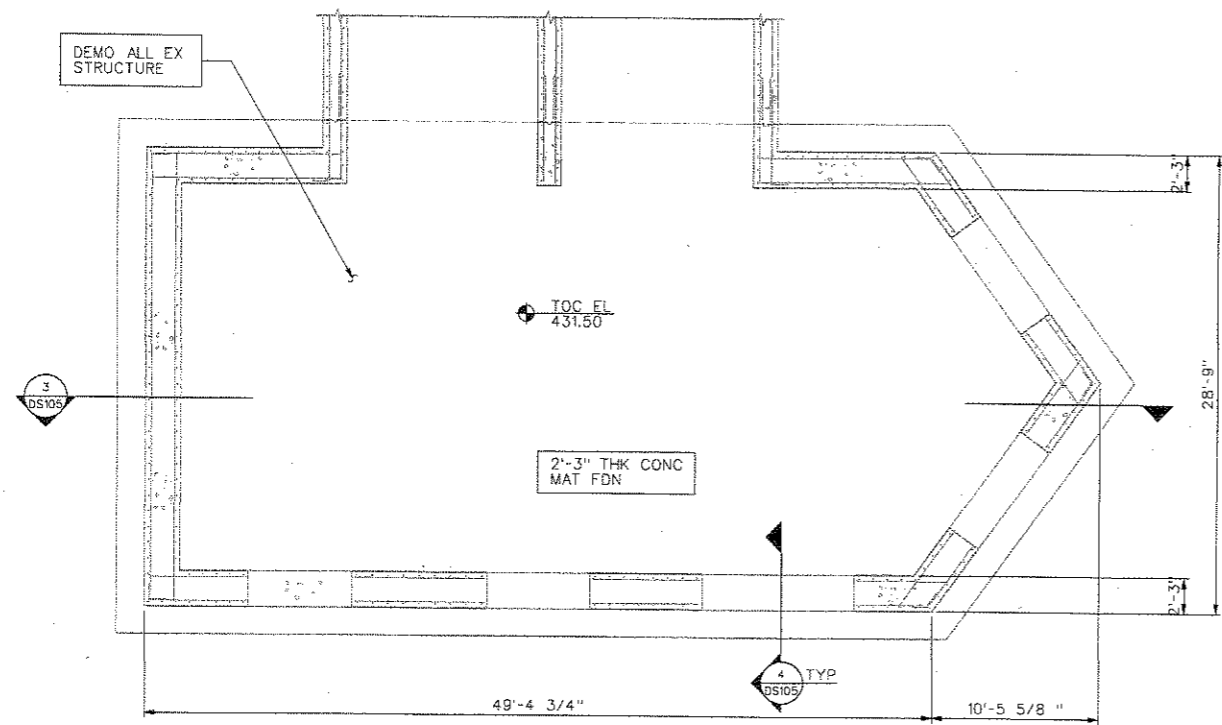 DEMO ALL EX
STRUCTURE
2'-3"
TOC EL
431.50
28'-9"
3
DS105
2'-3" THK CONC
MAT FDN
2'-3"
4
DS105
TYP
49'-4 3/4"
10'-5 5/8 "